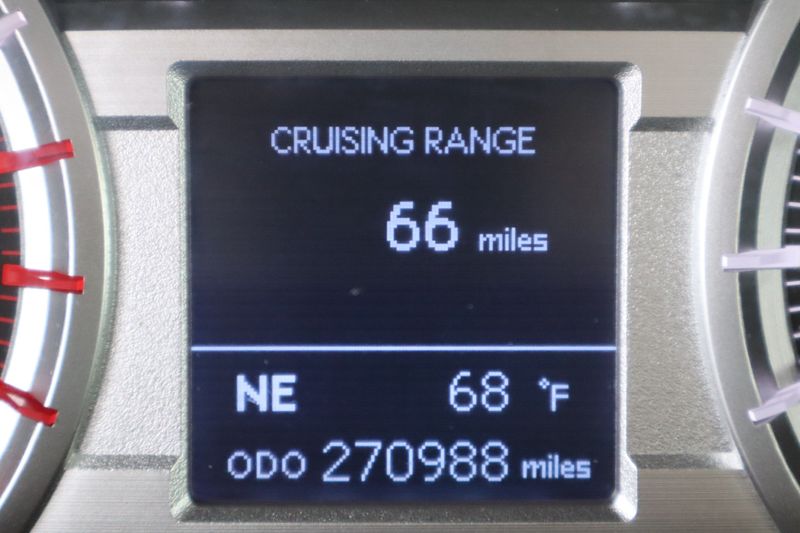 CRUISING RANGE
66 miles
NE 68 °F
ODO 270988 miles